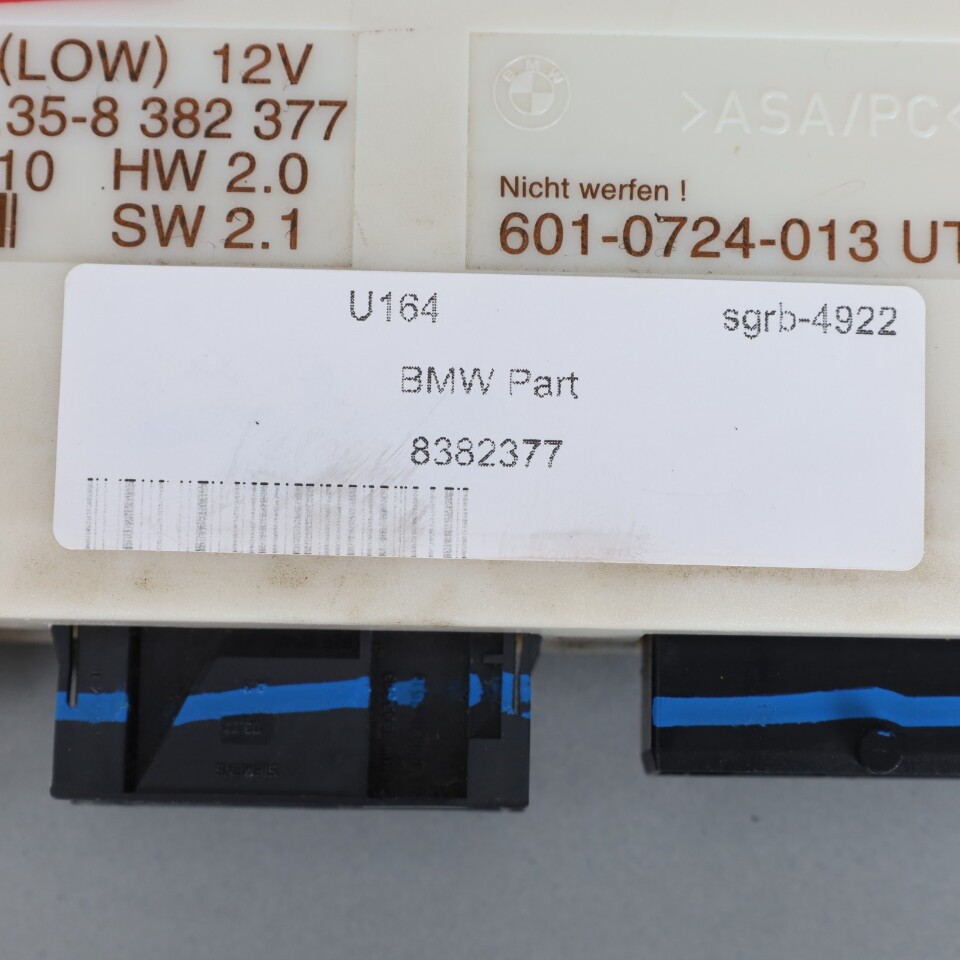 (LOW) 12V
.35-8 382 377
10 HW 2.0
SW 2.1
BMW
>ASA/PC<
Nicht werfen !
601-0724-013 UT
U164
sgrb-4922
BMW Part
8382377